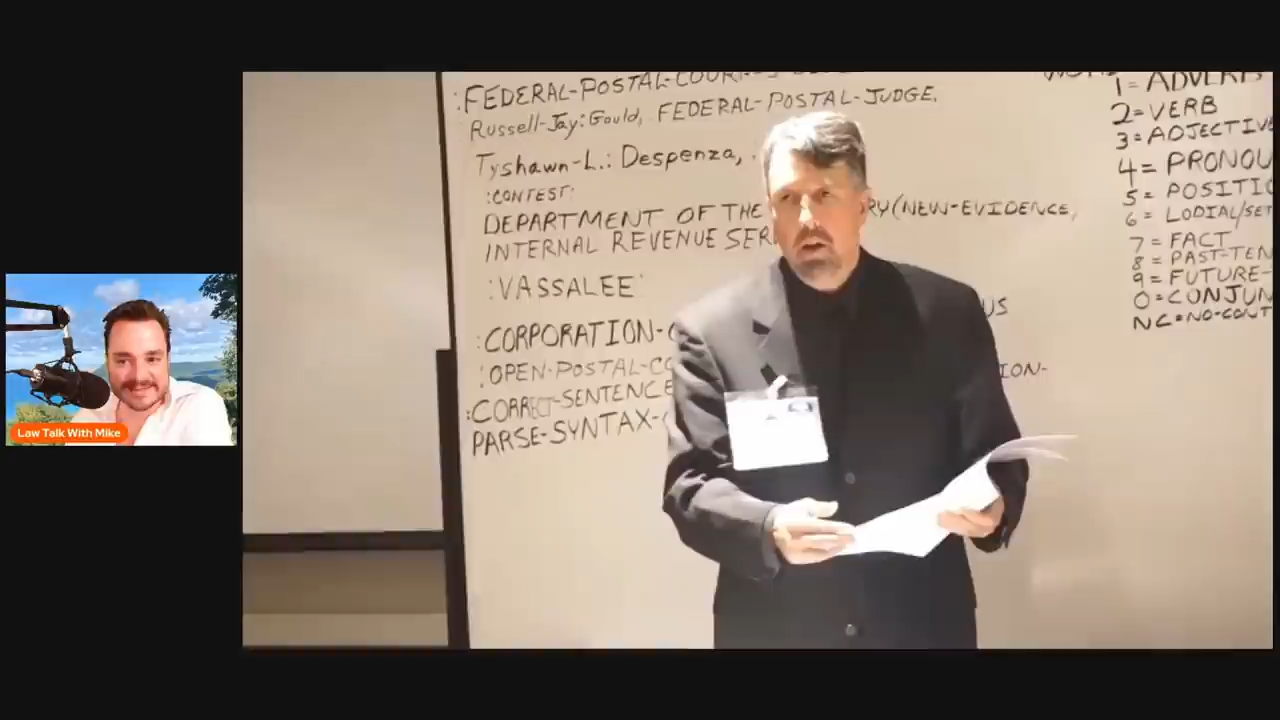 :FEDERAL-POSTAL-COURT
Russell-Jay:Gould, FEDERAL-POSTAL-JUDGE.
Tyshawn-L.: Despenza,
:CONTEST:
DEPARTMENT OF THE RY(NEW-EVIDENCE,
INTERNAL REVENUE SER
:VASSALEE:
US
:CORPORATION-
:OPEN-POSTAL-CO
ION-
:CORRECT-SENTENCE
PARSE-SYNTAX-
1= ADVERB
2=VERB
3=ADJECTIVE
4= PRONOU
5= POSITIO
6= LODIAL/SET
7= FACT
8= PAST-TEN
9=FUTURE-
0=CONJUN
NC=NO-CONT
Law Talk With Mike